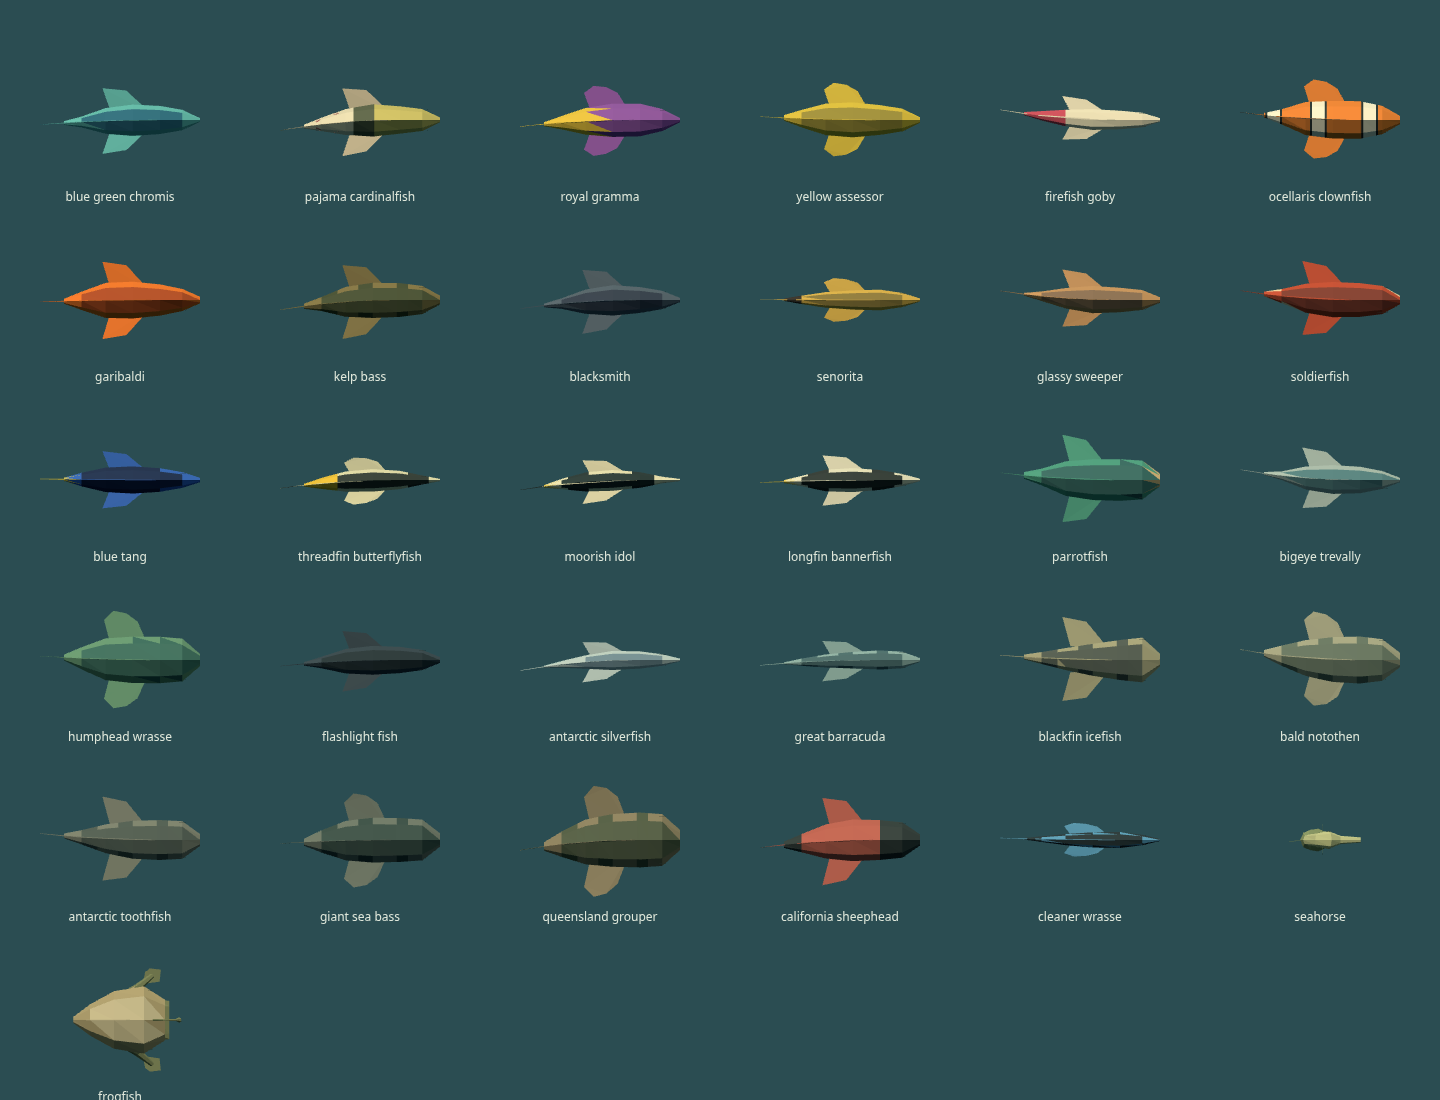 blue green chromis
pajama cardinalfish
royal gramma
yellow assessor
firefish goby
ocellaris clownfish
garibaldi
kelp bass
blacksmith
senorita
glassy sweeper
soldierfish
blue tang
threadfin butterflyfish
moorish idol
longfin bannerfish
parrotfish
bigeye trevally
humphead wrasse
flashlight fish
antarctic silverfish
great barracuda
blackfin icefish
bald notothen
antarctic toothfish
giant sea bass
queensland grouper
california sheephead
cleaner wrasse
seahorse
frogfish